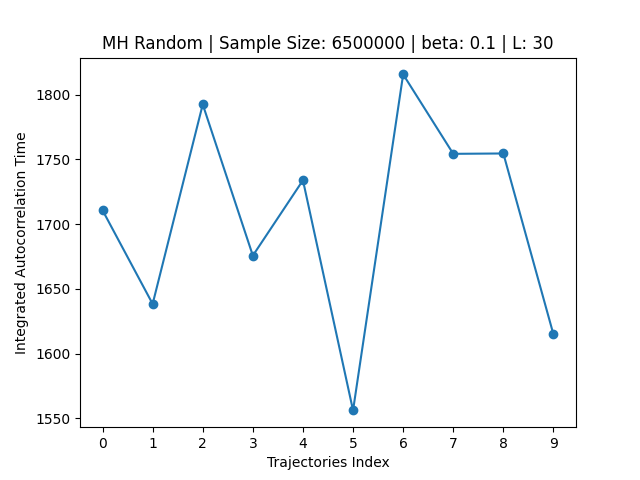 MH Random | Sample Size: 6500000 | beta: 0.1 | L: 30
Integrated Autocorrelation Time
1800
1750
1700
1650
1600
1550
0 1 2 3 4 5 6 7 8 9
Trajectories Index